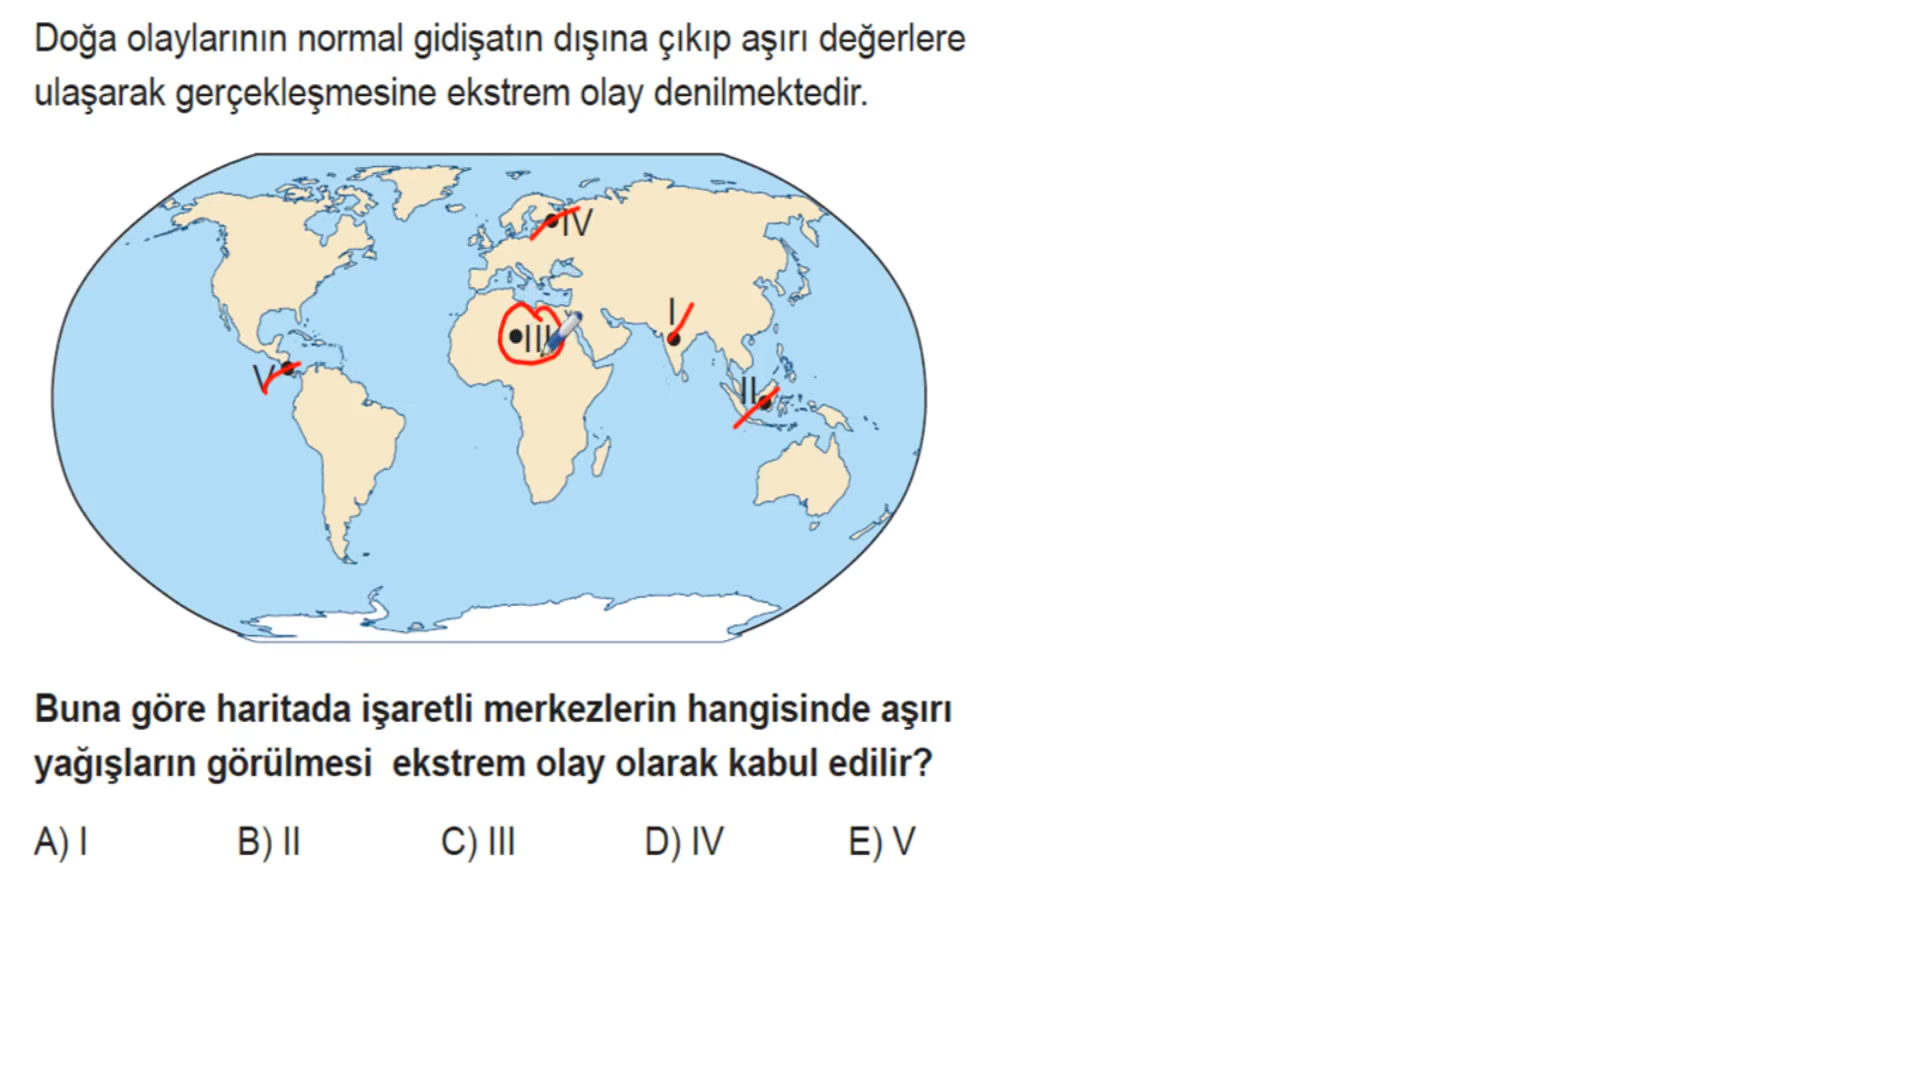 Doğa olaylarının normal gidişatın dışına çıkıp aşırı değerlere
ulaşarak gerçekleşmesine ekstrem olay denilmektedir.
IV
I
III
V
II
Buna göre haritada işaretli merkezlerin hangisinde aşırı
yağışların görülmesi  ekstrem olay olarak kabul edilir?
A) I B) II C) III D) IV E) V